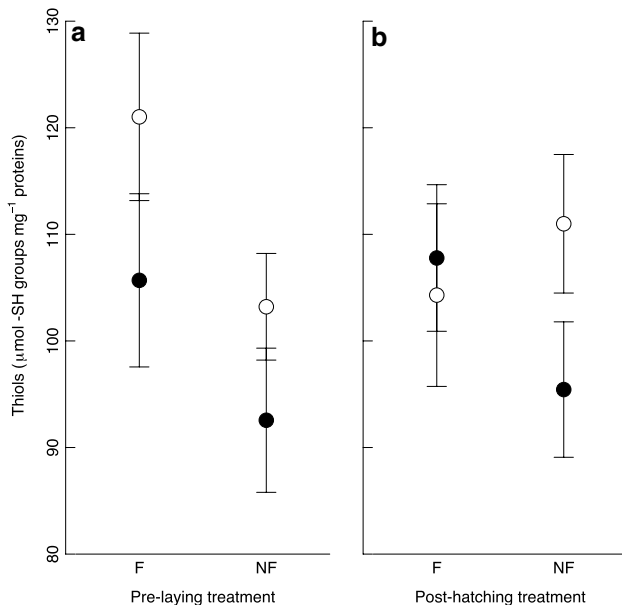 a
b
130
120
110
100
90
80
Thiols (μmol -SH groups mg⁻¹ proteins)
F
NF
F
NF
Pre-laying treatment
Post-hatching treatment